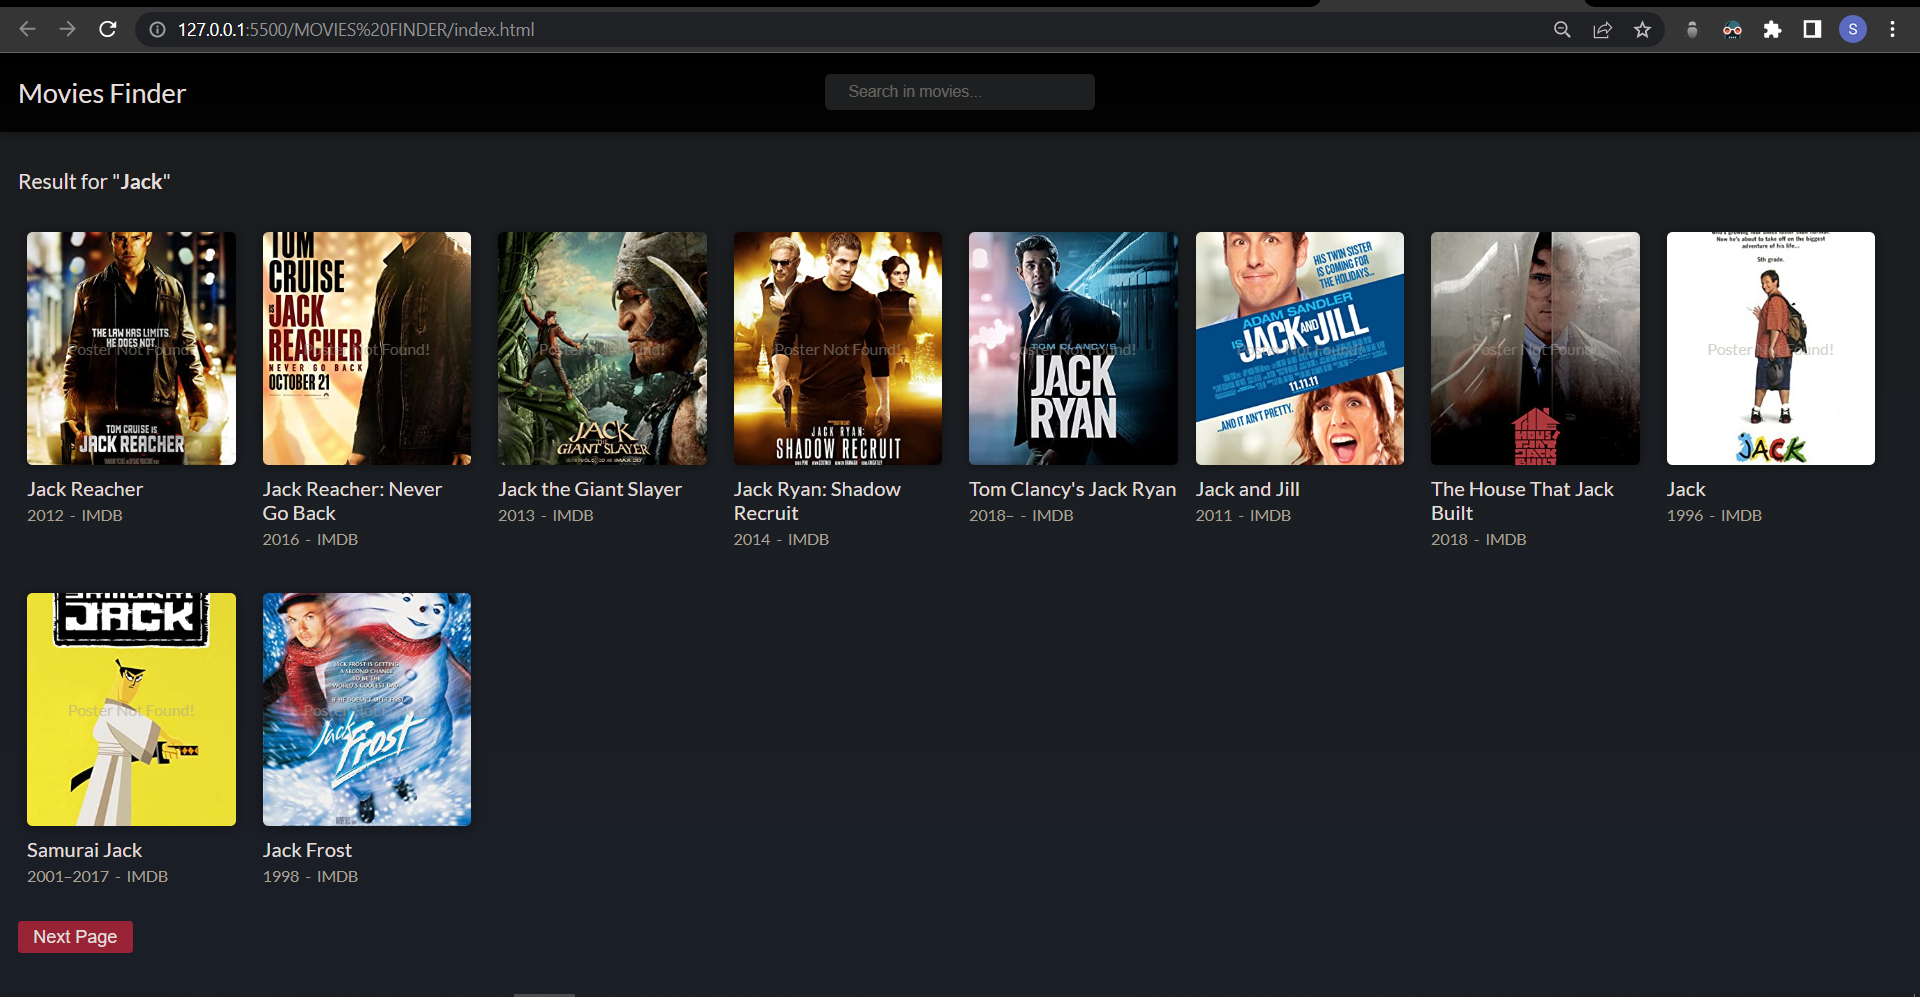 127.0.0.1:5500/MOVIES%20FINDER/index.html
S
Movies Finder
Search in movies...
Result for "Jack"
THE LAW HAS LIMITS.
HE DOES NOT.
Poster Not Found!
TOM CRUISE IS
JACK REACHER
TOM
CRUISE
IS
JACK
REACHER
Poster Not Found!
NEVER GO BACK
OCTOBER 21
Poster Not Found!
JACK
THE
GIANT SLAYER
Poster Not Found!
JACK RYAN:
SHADOW RECRUIT
TOM CLANCY'S
Poster Not Found!
JACK
RYAN
HIS TWIN SISTER
IS COMING FOR
THE HOLIDAYS...
ADAM SANDLER
IS
JACK AND JILL
Poster Not Found!
11.11.11
...AND IT AIN'T PRETTY.
Poster Not Found!
THE
HOUSE
THAT
JACK
BUILT
Now he's about to take off on the biggest
adventure of his life...
5th grade.
Poster Not Found!
JACK
Jack Reacher
2012 - IMDB
Jack Reacher: Never
Go Back
2016 - IMDB
Jack the Giant Slayer
2013 - IMDB
Jack Ryan: Shadow
Recruit
2014 - IMDB
Tom Clancy's Jack Ryan
2018– - IMDB
Jack and Jill
2011 - IMDB
The House That Jack
Built
2018 - IMDB
Jack
1996 - IMDB
SAMURAI
JACK
Poster Not Found!
JACK FROST IS GETTING
A SECOND CHANCE
TO BE THE
WORLD'S COOLEST DAD...
IF HE DOESN'T MELT FIRST.
Poster Not Found!
Jack
Frost
Samurai Jack
2001–2017 - IMDB
Jack Frost
1998 - IMDB
Next Page